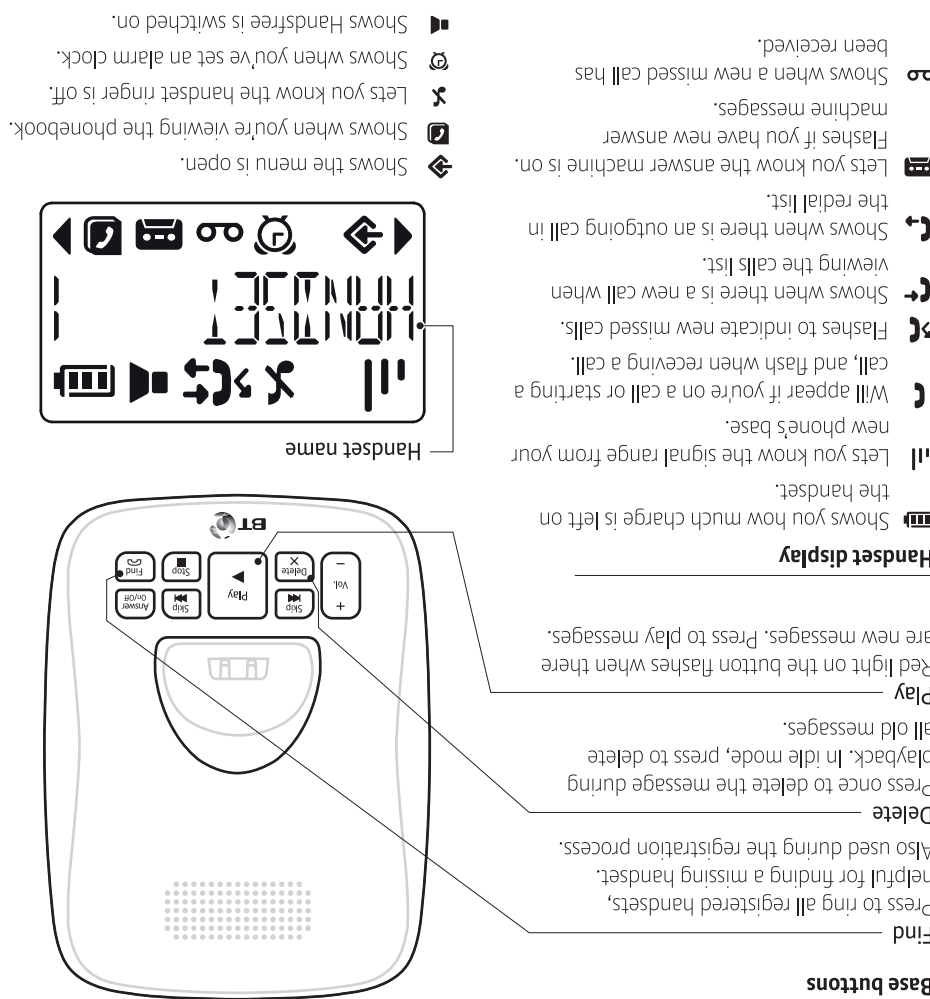 Base buttons
Find
Press to ring all registered handsets,
helpful for finding a missing handset.
Also used during the registration process.
Delete
Press once to delete the message during
playback. In idle mode, press to delete
all old messages.
Play
Red light on the button flashes when there
are new messages. Press to play messages.
+
Vol.
–
Skip
Delete
Play
Skip
Stop
Answer
On/Off
Find
BT
Handset display
Shows you how much charge is left on
the handset.
Lets you know the signal range from your
new phone's base.
Will appear if you're on a call or starting a
call, and flash when receving a call.
Flashes to indicate new missed calls.
Shows when there is a new call when
viewing the calls list.
Shows when there is an outgoing call in
the redial list.
Lets you know the answer machine is on.
Flashes if you have new answer
machine messages.
Shows when a new missed call has
been received.
Handset name
HANDSET 1
Shows the menu is open.
Shows when you're viewing the phonebook.
Lets you know the handset ringer is off.
Shows when you've set an alarm clock.
Shows Handsfree is switched on.